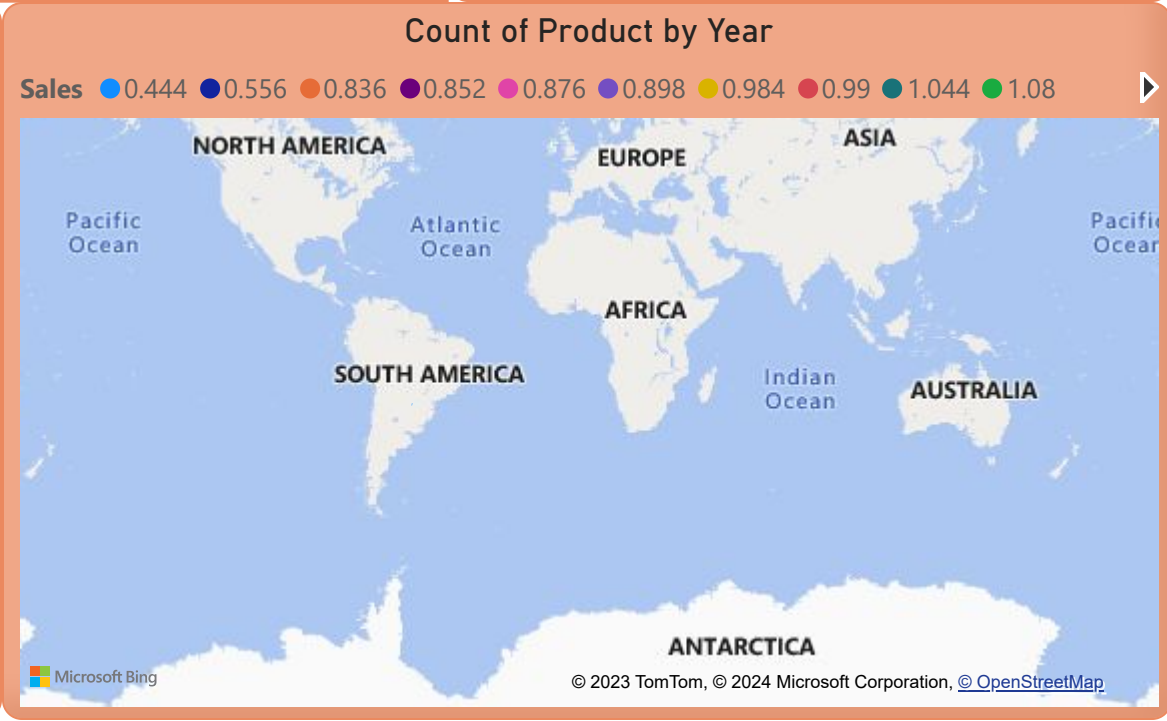 Count of Product by Year
Sales 0.444 0.556 0.836 0.852 0.876 0.898 0.984 0.99 1.044 1.08
NORTH AMERICA
EUROPE
ASIA
Pacific
Ocean
Atlantic
Ocean
Pacific
Ocean
AFRICA
SOUTH AMERICA
Indian
Ocean
AUSTRALIA
ANTARCTICA
Microsoft Bing
© 2023 TomTom, © 2024 Microsoft Corporation, © OpenStreetMap